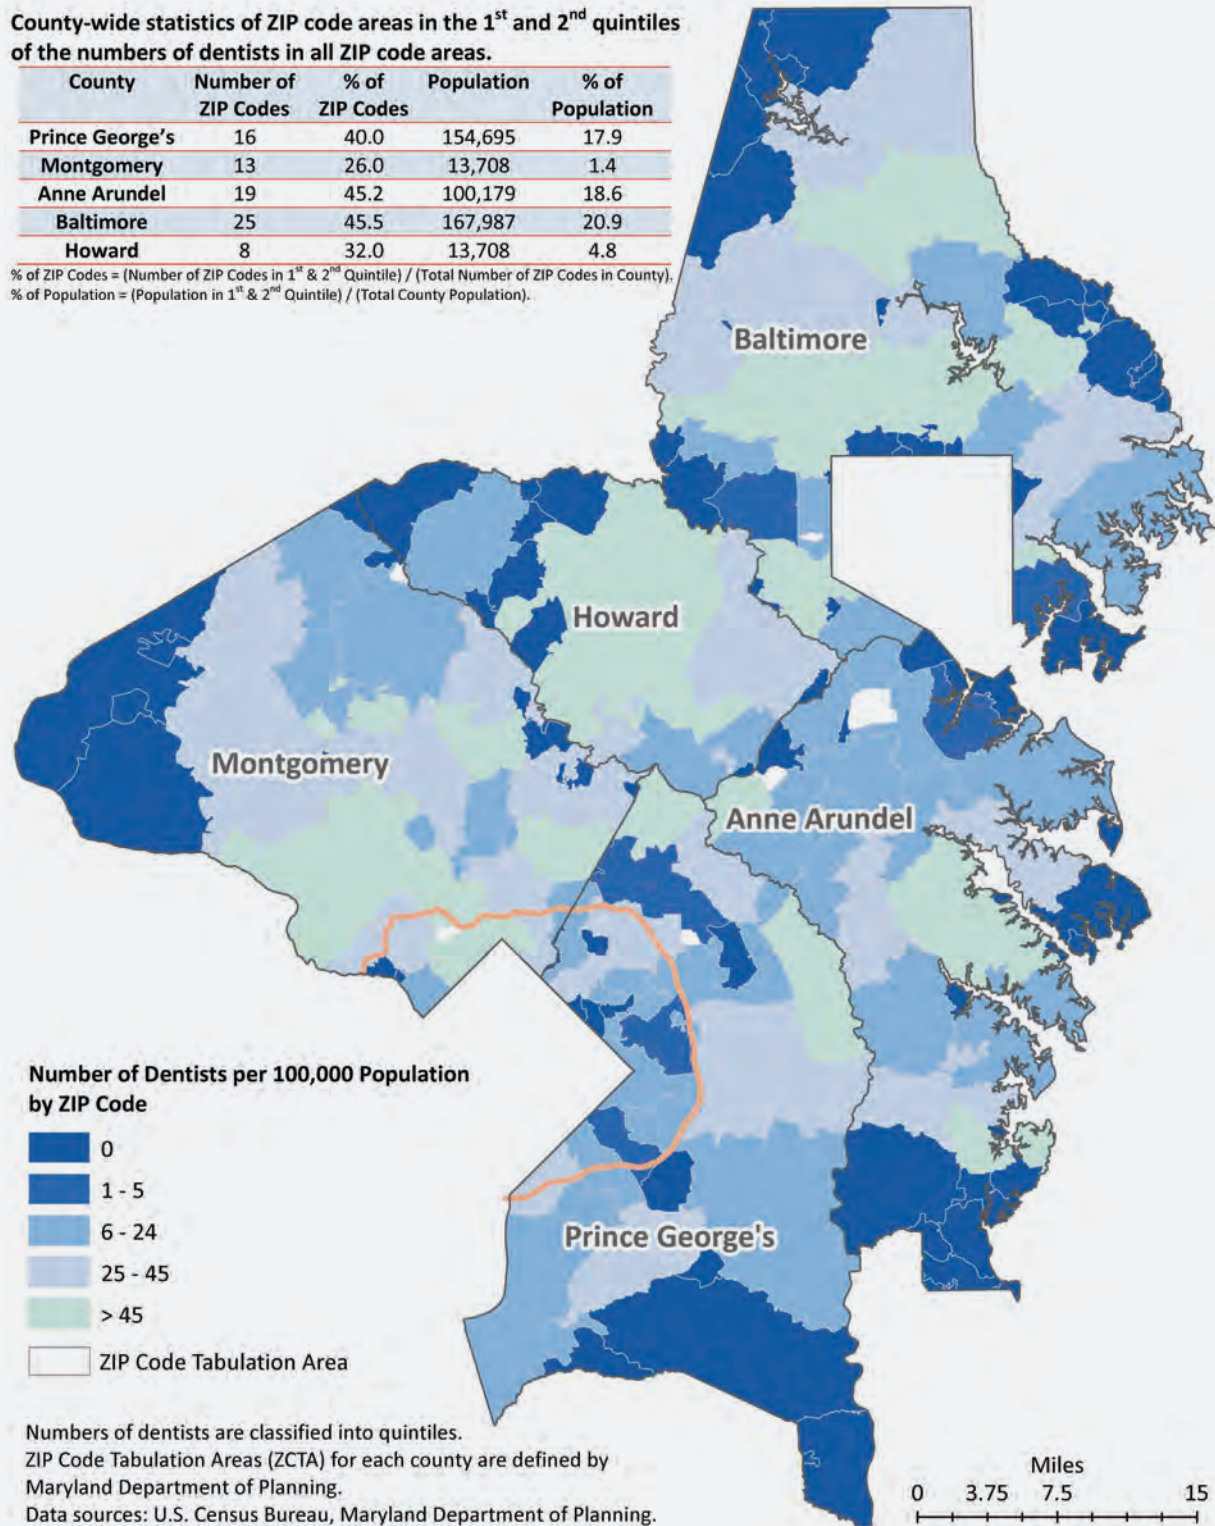 County-wide statistics of ZIP code areas in the 1st and 2nd quintiles
of the numbers of dentists in all ZIP code areas.
County Number of ZIP Codes % of ZIP Codes Population % of Population
Prince George's 16 40.0 154,695 17.9
Montgomery 13 26.0 13,708 1.4
Anne Arundel 19 45.2 100,179 18.6
Baltimore 25 45.5 167,987 20.9
Howard 8 32.0 13,708 4.8
% of ZIP Codes = (Number of ZIP Codes in 1st & 2nd Quintile) / (Total Number of ZIP Codes in County).
% of Population = (Population in 1st & 2nd Quintile) / (Total County Population).
Baltimore
Howard
Montgomery
Anne Arundel
Prince George's
Number of Dentists per 100,000 Population
by ZIP Code
0
1 - 5
6 - 24
25 - 45
> 45
ZIP Code Tabulation Area
Numbers of dentists are classified into quintiles.
ZIP Code Tabulation Areas (ZCTA) for each county are defined by
Maryland Department of Planning.
Data sources: U.S. Census Bureau, Maryland Department of Planning.
Miles
0 3.75 7.5 15